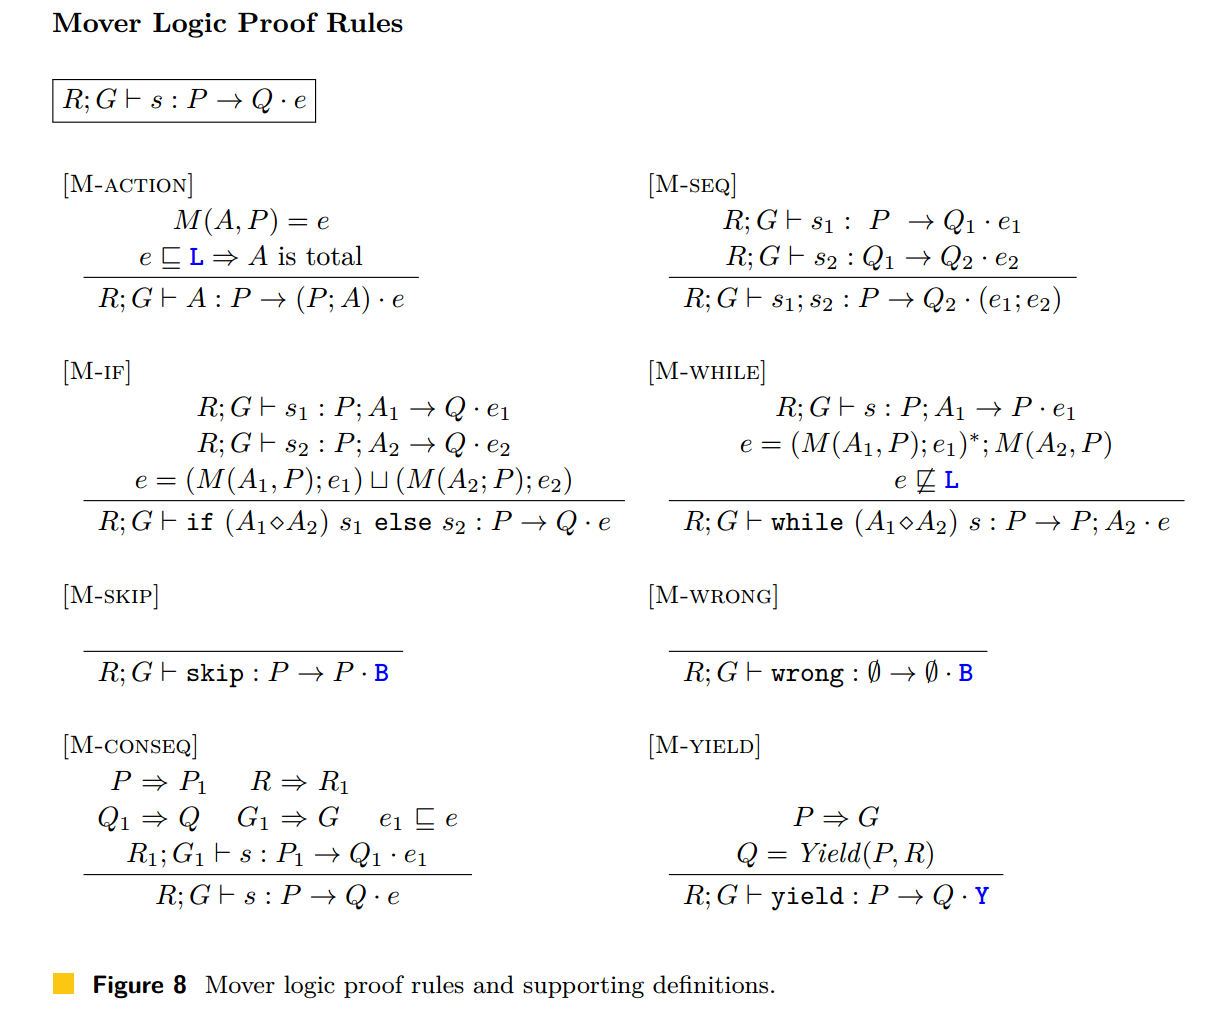 Mover Logic Proof Rules
R; G ⊢ s : P → Q · e
[M-ACTION]
M(A, P) = e
e ⊑ L ⇒ A is total
R; G ⊢ A : P → (P; A) · e
[M-SEQ]
R; G ⊢ s₁ : P → Q₁ · e₁
R; G ⊢ s₂ : Q₁ → Q₂ · e₂
R; G ⊢ s₁; s₂ : P → Q₂ · (e₁; e₂)
[M-IF]
R; G ⊢ s₁ : P; A₁ → Q · e₁
R; G ⊢ s₂ : P; A₂ → Q · e₂
e = (M(A₁, P); e₁) ⊔ (M(A₂; P); e₂)
R; G ⊢ if (A₁⋄A₂) s₁ else s₂ : P → Q · e
[M-WHILE]
R; G ⊢ s : P; A₁ → P · e₁
e = (M(A₁, P); e₁)*; M(A₂, P)
e ⋢ L
R; G ⊢ while (A₁⋄A₂) s : P → P; A₂ · e
[M-SKIP]
R; G ⊢ skip : P → P · B
[M-WRONG]
R; G ⊢ wrong : ∅ → ∅ · B
[M-CONSEQ]
P ⇒ P₁ R ⇒ R₁
Q₁ ⇒ Q G₁ ⇒ G e₁ ⊑ e
R₁; G₁ ⊢ s : P₁ → Q₁ · e₁
R; G ⊢ s : P → Q · e
[M-YIELD]
P ⇒ G
Q = Yield(P, R)
R; G ⊢ yield : P → Q · Y
Figure 8 Mover logic proof rules and supporting definitions.